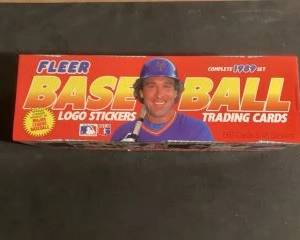 FLEER
COMPLETE 1989 SET
BASEBALL
LOGO STICKERS
TRADING CARDS